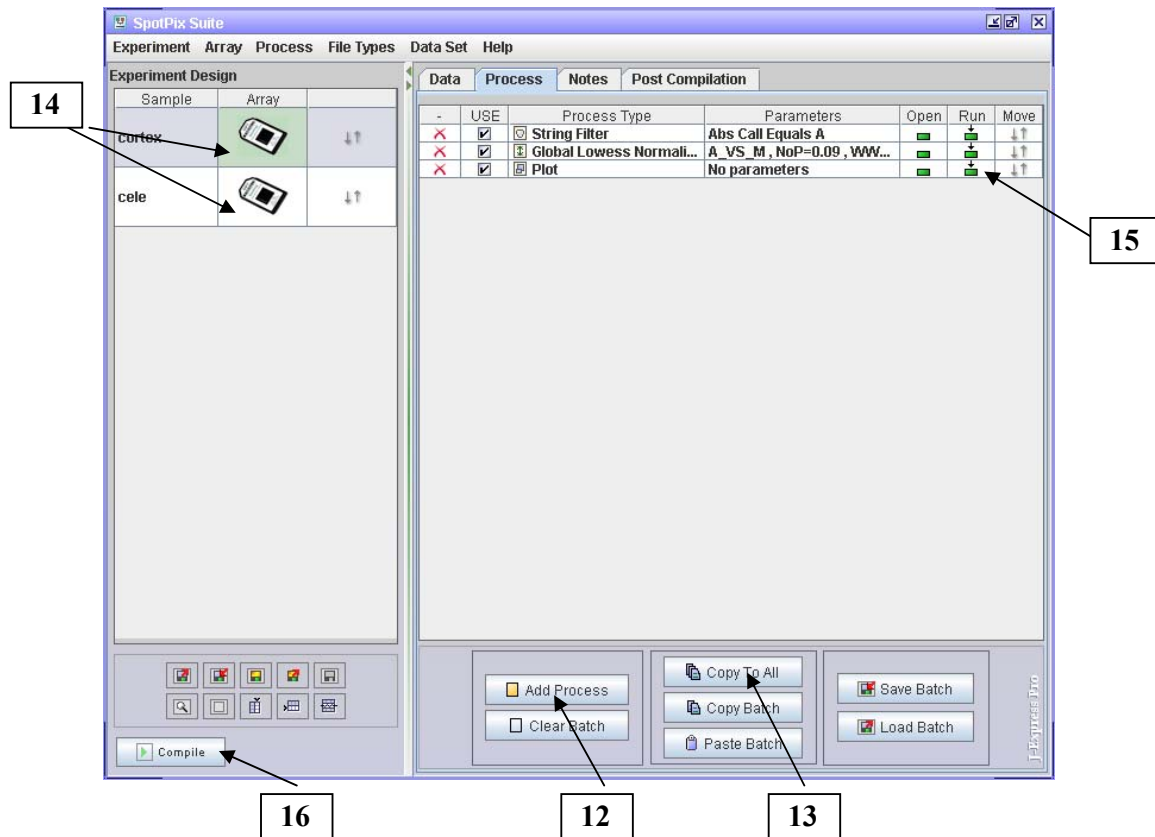 SpotPix Suite
Experiment Array Process File Types Data Set Help
Experiment Design
Sample Array
cortex
cele
14
Data Process Notes Post Compilation
- USE Process Type Parameters Open Run Move
String Filter Abs Call Equals A
Global Lowess Normali... A_VS_M , NoP=0.09 , WW...
Plot No parameters
15
Add Process
Clear Batch
Copy To All
Copy Batch
Paste Batch
Save Batch
Load Batch
J-Express Pro
Compile
16
12
13